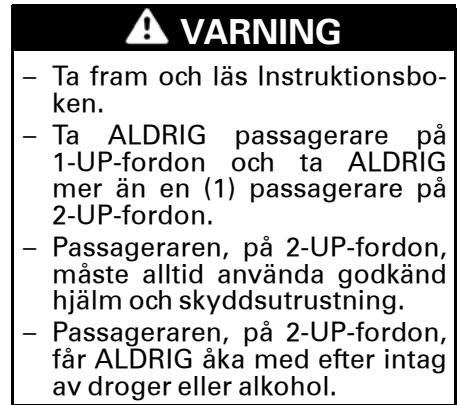 VARNING
– Ta fram och läs Instruktionsbo-
ken.
– Ta ALDRIG passagerare på
1-UP-fordon och ta ALDRIG
mer än en (1) passagerare på
2-UP-fordon.
– Passageraren, på 2-UP-fordon,
måste alltid använda godkänd
hjälm och skyddsutrustning.
– Passageraren, på 2-UP-fordon,
får ALDRIG åka med efter intag
av droger eller alkohol.